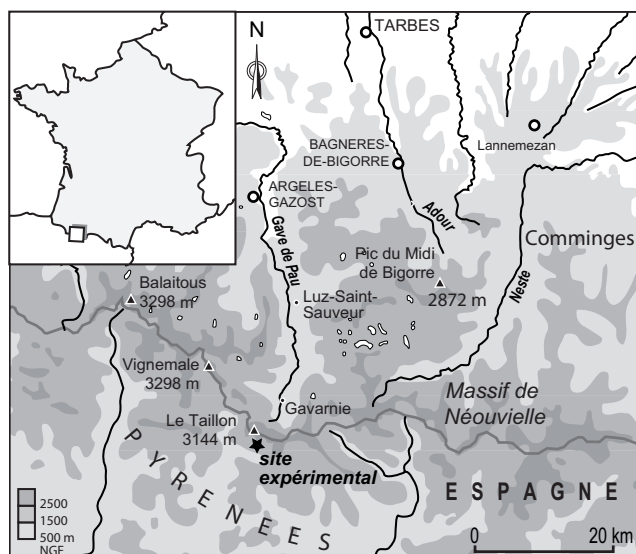 N
TARBES
Lannemezan
BAGNERES-
DE-BIGORRE
ARGELES-
GAZOST
Adour
Gave de Pau
Comminges
Pic du Midi
de Bigorre
2872 m
Neste
Balaitous
3298 m
Luz-Saint-
Sauveur
Vignemale
3298 m
Gavarnie
Massif de
Néouvielle
Le Taillon
3144 m
site
expérimental
PYRENEES
ESPAGNE
2500
1500
500 m
NGF
0 20 km